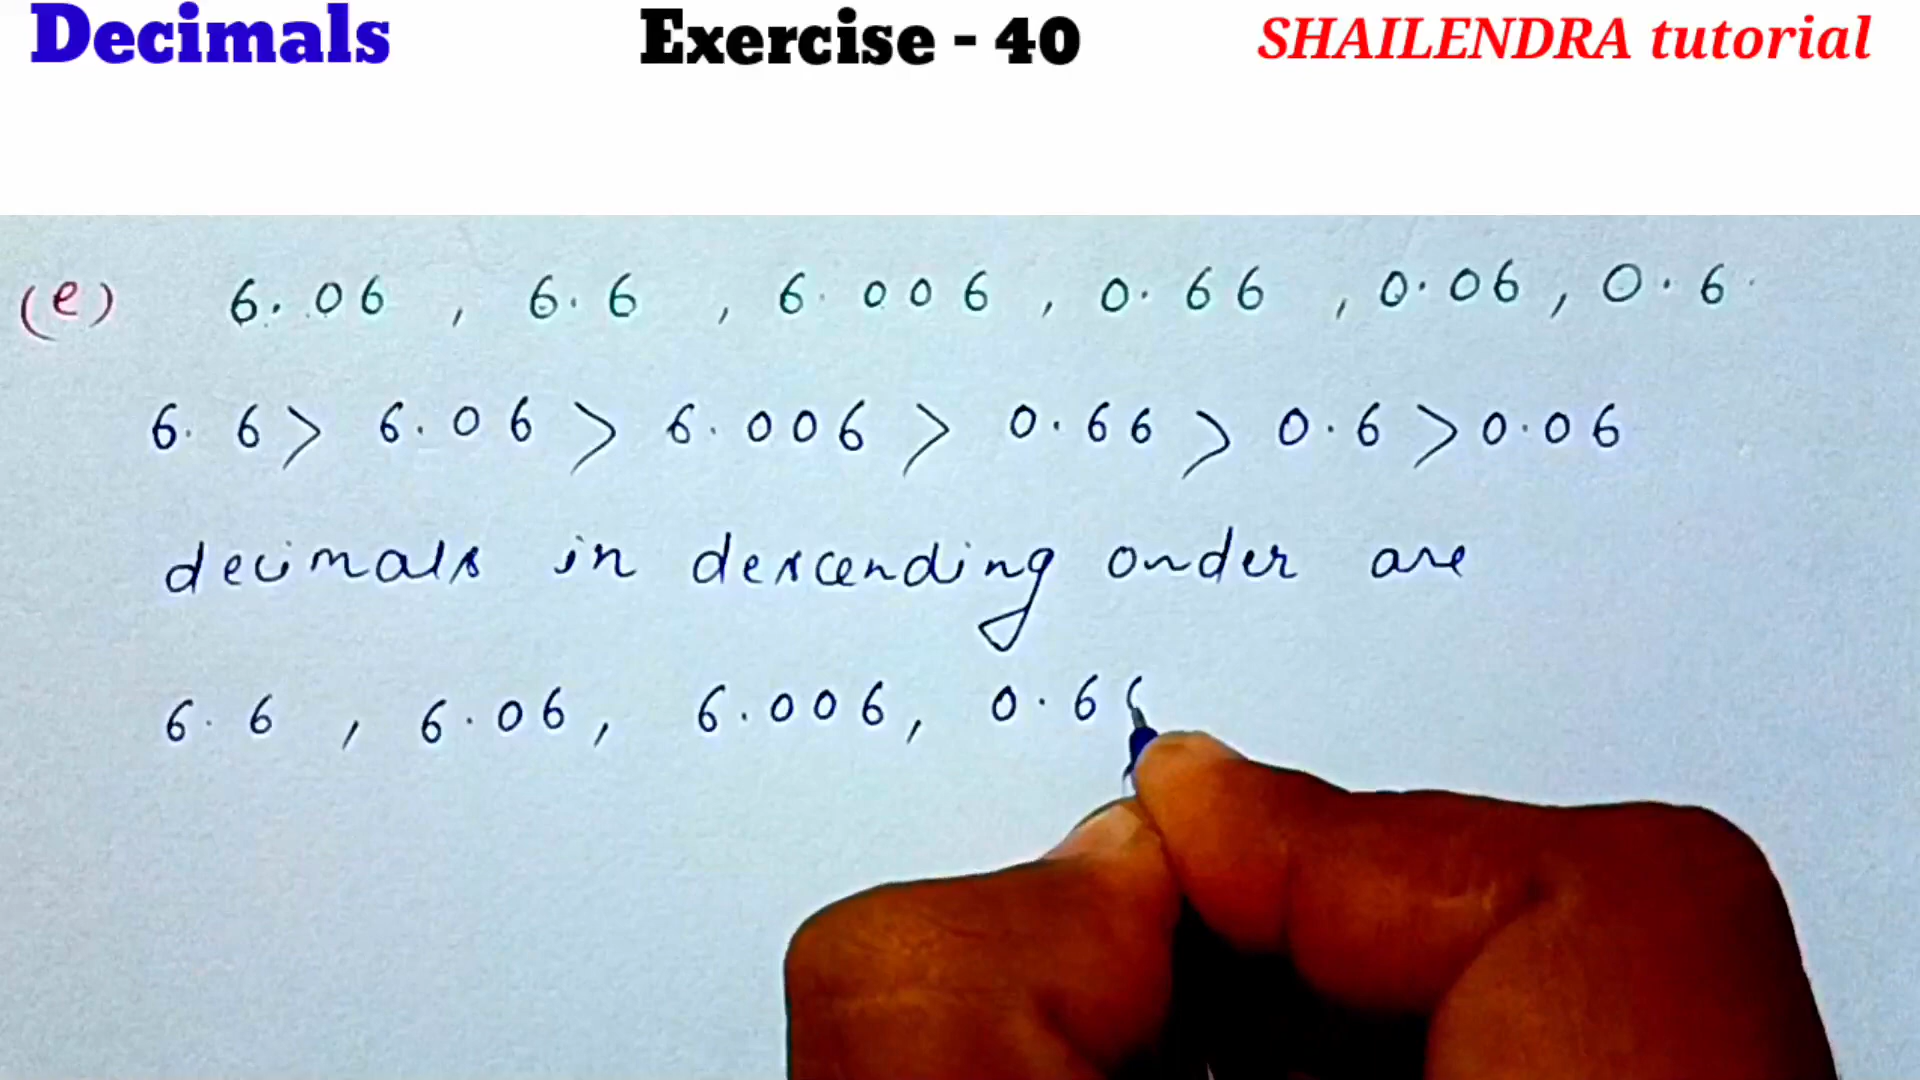 Decimals Exercise - 40 SHAILENDRA tutorial
(e) 6.06 , 6.6 , 6.006 , 0.66 , 0.06 , 0.6
6.6 > 6.06 > 6.006 > 0.66 > 0.6 > 0.06
decimals in descending order are
6.6 , 6.06 , 6.006 , 0.66